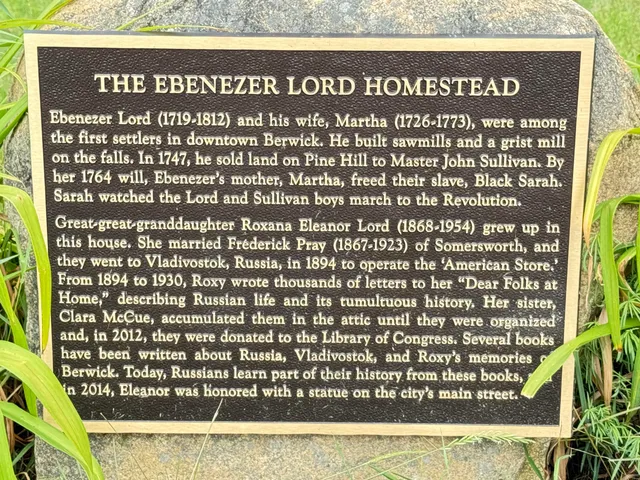 THE EBENEZER LORD HOMESTEAD
Ebenezer Lord (1719-1812) and his wife, Martha (1726-1773), were among
the first settlers in downtown Berwick. He built sawmills and a grist mill
on the falls. In 1747, he sold land on Pine Hill to Master John Sullivan. By
her 1764 will, Ebenezer's mother, Martha, freed their slave, Black Sarah.
Sarah watched the Lord and Sullivan boys march to the Revolution.
Great-great-granddaughter Roxana Eleanor Lord (1868-1954) grew up in
this house. She married Frederick Pray (1867-1923) of Somersworth, and
they went to Vladivostok, Russia, in 1894 to operate the 'American Store.'
From 1894 to 1930, Roxy wrote thousands of letters to her "Dear Folks at
Home," describing Russian life and its tumultuous history. Her sister,
Clara McCue, accumulated them in the attic until they were organized
and, in 2012, they were donated to the Library of Congress. Several books
have been written about Russia, Vladivostok, and Roxy's memories
Berwick. Today, Russians learn part of their history from these books,
in 2014, Eleanor was honored with a statue on the city's main street.